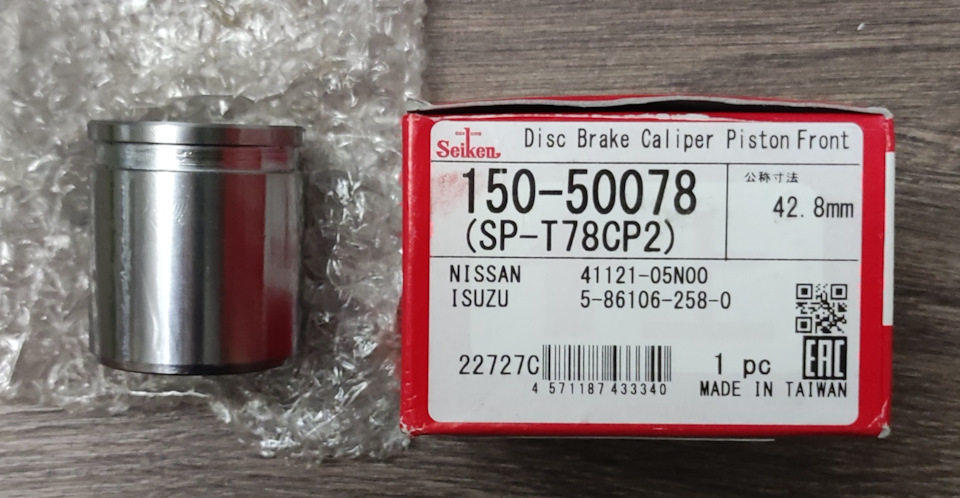 Seiken
Disc Brake Caliper Piston Front
150-50078
(SP-T78CP2)
公称寸法
42.8mm
NISSAN 41121-05N00
ISUZU 5-86106-258-0
22727C
4 571187 433340
1 pc
EAC
MADE IN TAIWAN